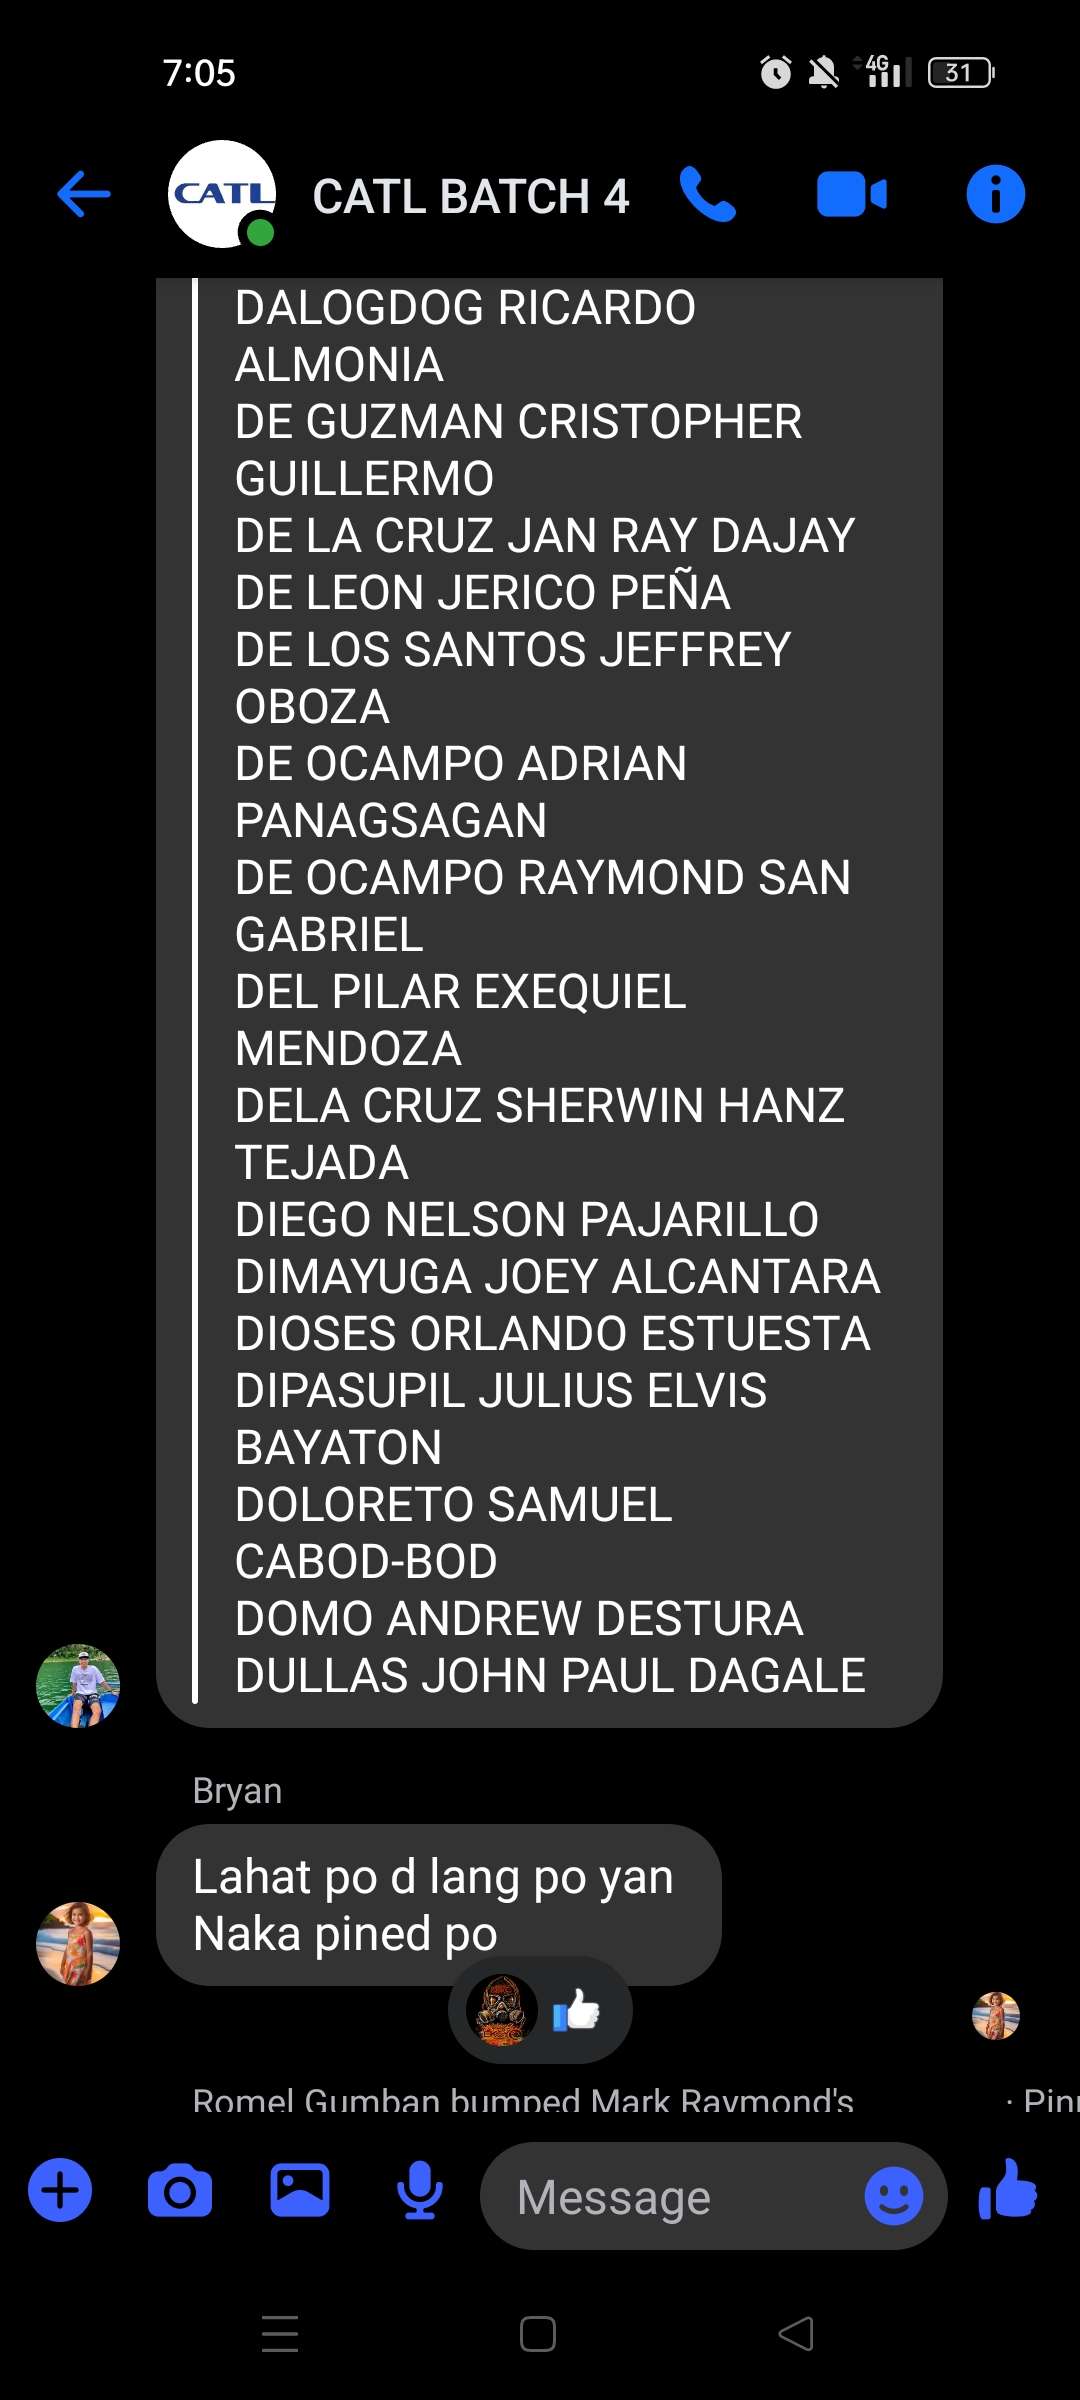 7:05
4G
31
CATL
CATL BATCH 4
DALOGDOG RICARDO
ALMONIA
DE GUZMAN CRISTOPHER
GUILLERMO
DE LA CRUZ JAN RAY DAJAY
DE LEON JERICO PEÑA
DE LOS SANTOS JEFFREY
OBOZA
DE OCAMPO ADRIAN
PANAGSAGAN
DE OCAMPO RAYMOND SAN
GABRIEL
DEL PILAR EXEQUIEL
MENDOZA
DELA CRUZ SHERWIN HANZ
TEJADA
DIEGO NELSON PAJARILLO
DIMAYUGA JOEY ALCANTARA
DIOSES ORLANDO ESTUESTA
DIPASUPIL JULIUS ELVIS
BAYATON
DOLORETO SAMUEL
CABOD-BOD
DOMO ANDREW DESTURA
DULLAS JOHN PAUL DAGALE
Bryan
Lahat po d lang po yan
Naka pined po
Romel Gumban bumped Mark Raymond's
Message